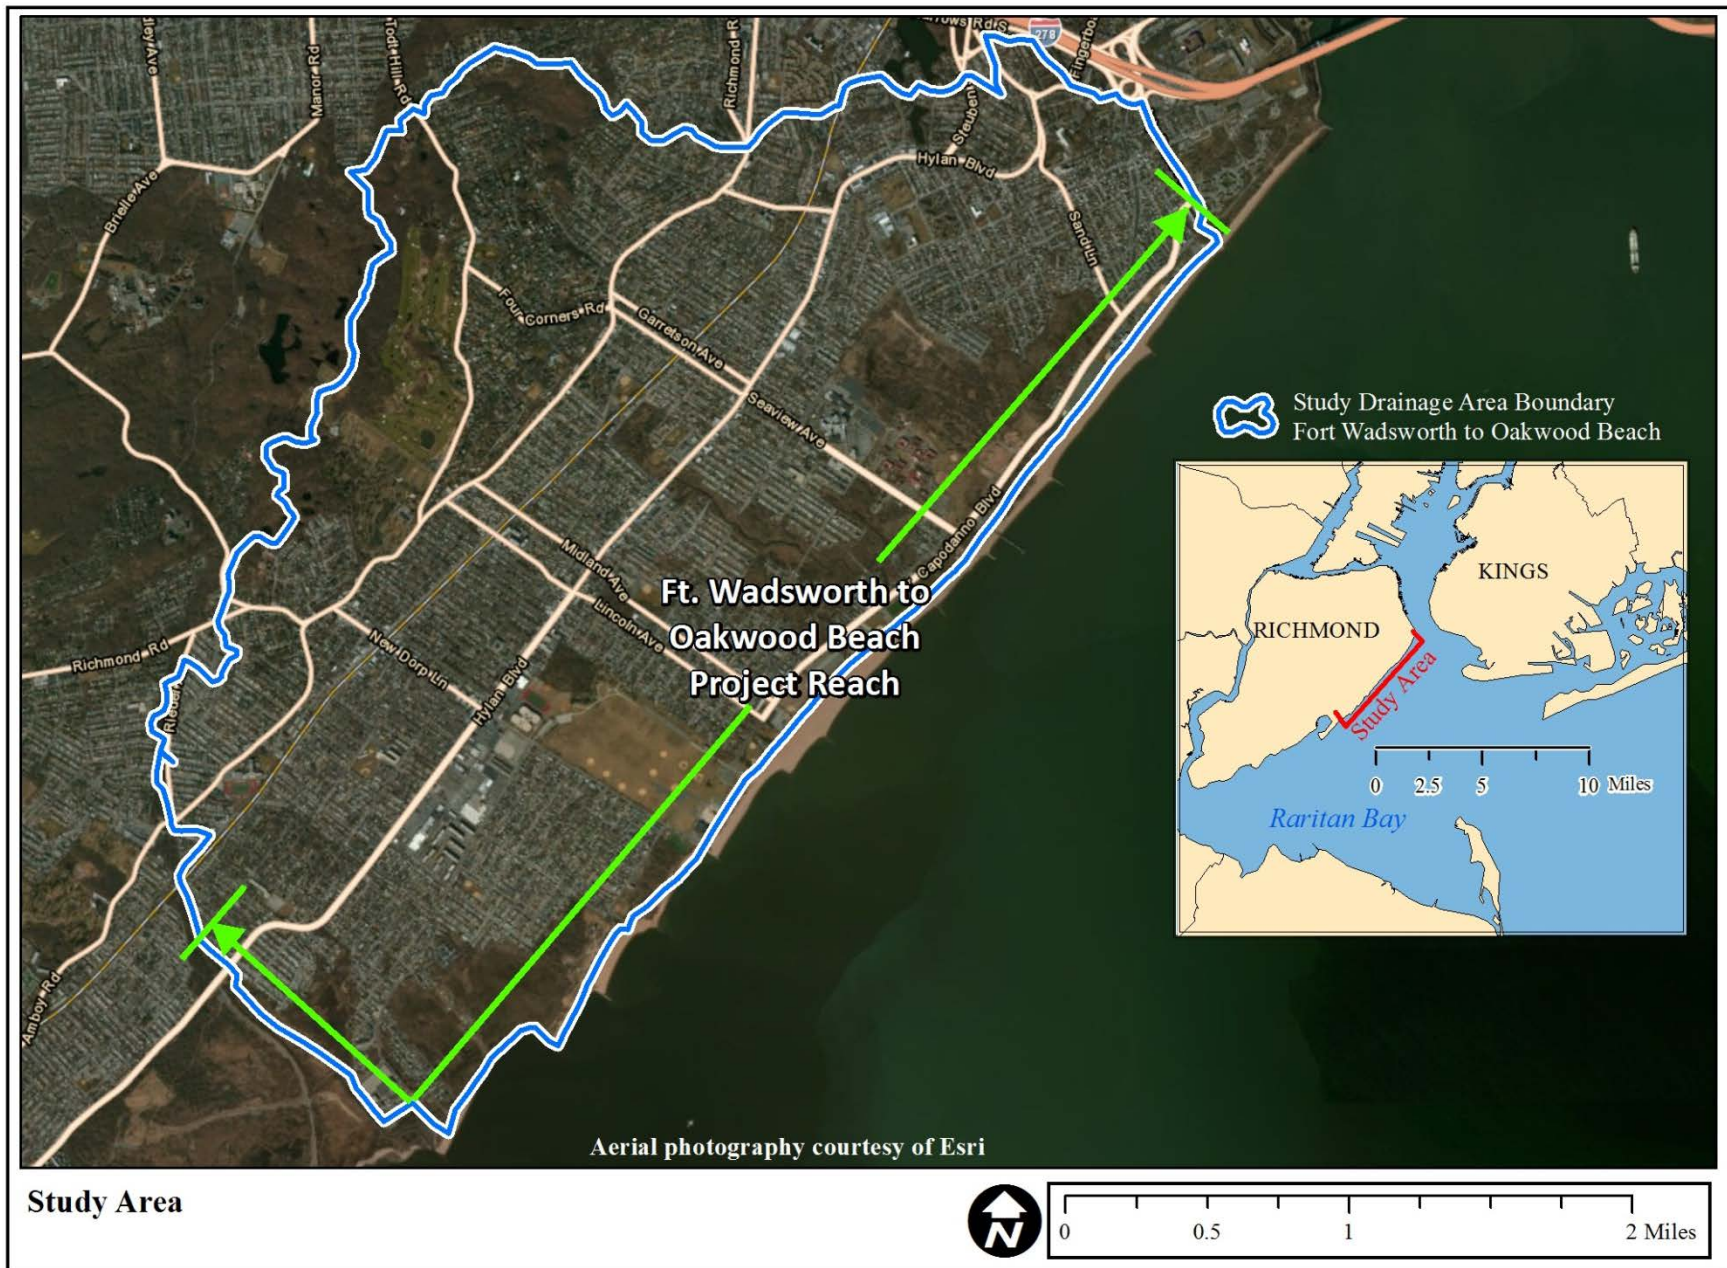 Manor Rd
Todt Hill Rd
Richmond R
arrows Rd S
278
Fingerbo
Steuben
Hylan Blvd
Brielle Ave
Sand Ln
Four Corners Rd
Garretson Ave
Seaview Ave
Study Drainage Area Boundary
Fort Wadsworth to Oakwood Beach
Capodanno Blvd
Midland Ave
Lincoln Ave
Ft. Wadsworth to
Oakwood Beach
Project Reach
New Dorp Ln
Richmond Rd
Hylan Blvd
Amboy Rd
KINGS
RICHMOND
Study Area
0 2.5 5 10 Miles
Raritan Bay
Aerial photography courtesy of Esri
Study Area
N
0 0.5 1 2 Miles